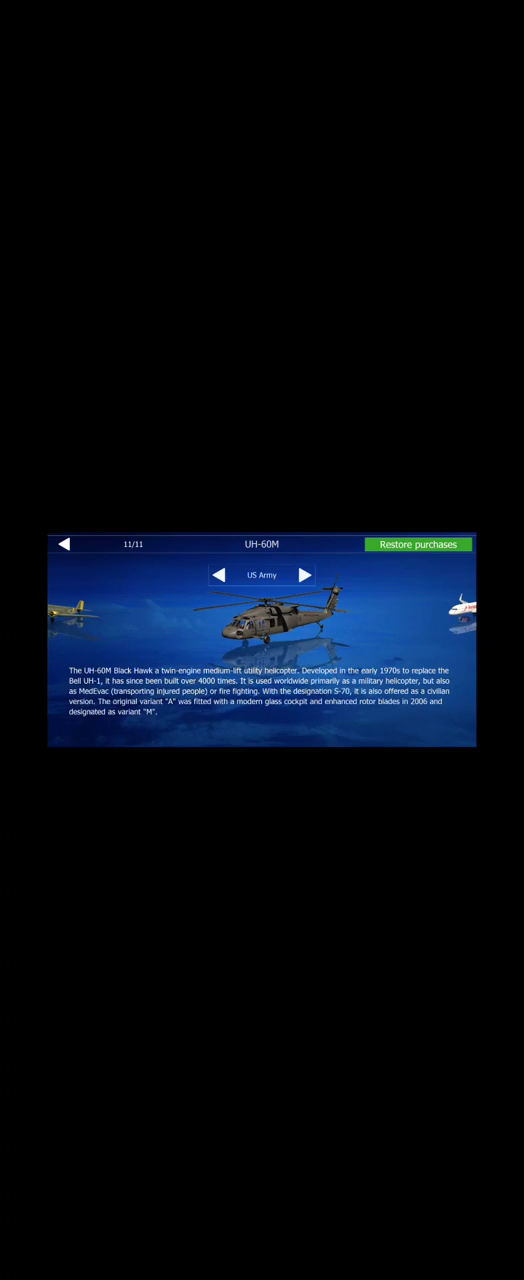 11/11
UH-60M
Restore purchases
US Army
The UH-60M Black Hawk a twin-engine medium-lift utility helicopter. Developed in the early 1970s to replace the
Bell UH-1, it has since been built over 4000 times. It is used worldwide primarily as a military helicopter, but also
as MedEvac (transporting injured people) or fire fighting. With the designation S-70, it is also offered as a civilian
version. The original variant "A" was fitted with a modern glass cockpit and enhanced rotor blades in 2006 and
designated as variant "M".